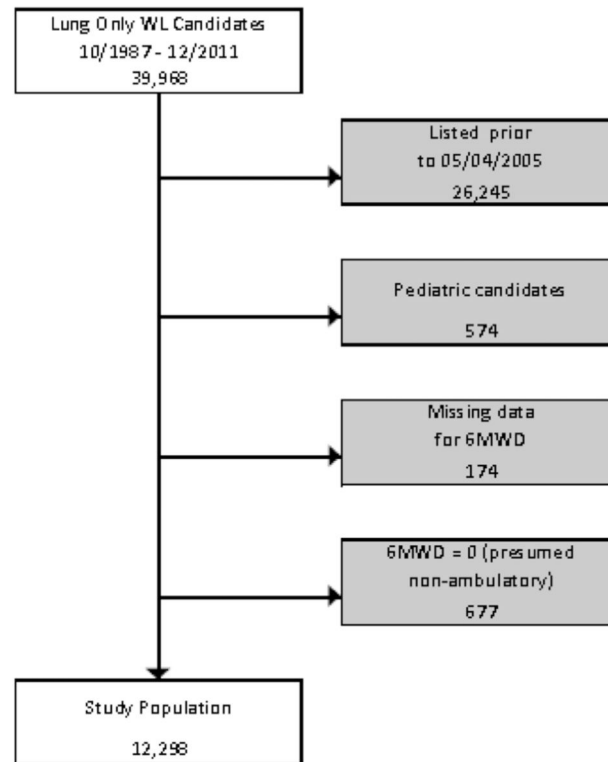 Lung Only WL Candidates
10/1987 - 12/2011
39,968
Listed prior
to 05/04/2005
26,245
Pediatric candidates
574
Missing data
for 6MWD
174
6MWD = 0 (presumed
non-ambulatory)
677
Study Population
12,298